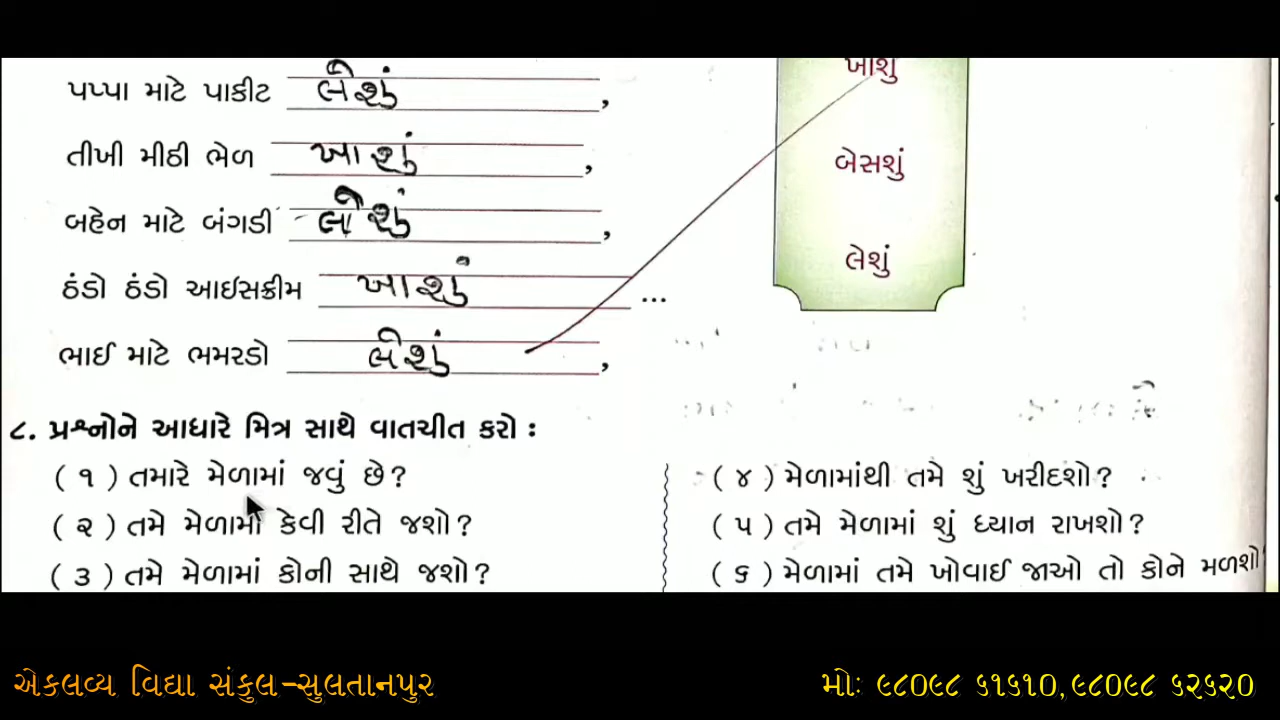 પપ્પા માટે પાકીટ લેશું,
તીખી મીઠી ભેળ ખાશું,
બહેન માટે બંગડી લેશું,
ઠંડો ઠંડો આઈસક્રીમ ખાશું ...
ભાઈ માટે ભમરડો લેશું,
ખાશું
બેસશું
લેશું
૮. પ્રશ્નોને આધારે મિત્ર સાથે વાતચીત કરો :
( ૧ ) તમારે મેળામાં જવું છે?
( ૨ ) તમે મેળામાં કેવી રીતે જશો?
( ૩ ) તમે મેળામાં કોની સાથે જશો?
( ૪ ) મેળામાંથી તમે શું ખરીદશો?
( ૫ ) તમે મેળામાં શું ધ્યાન રાખશો?
( ૬ ) મેળામાં તમે ખોવાઈ જાઓ તો કોને મળશો?
એકલવ્ય વિદ્યા સંકુલ-સુલતાનપુર
મોઃ ૯૮૦૯૮ ૬૧૬૧૦,૯૮૦૯૮ ૬૨૬૨૦